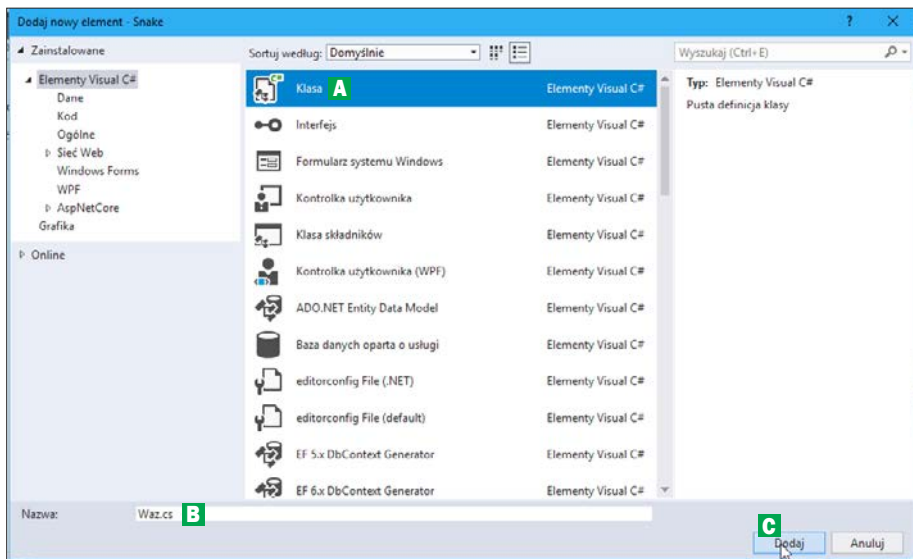 Dodaj nowy element - Snake
? ✕
Zainstalowane
Sortuj według: Domyślnie
Wyszukaj (Ctrl+E)
Elementy Visual C#
Dane
Kod
Ogólne
Sieć Web
Windows Forms
WPF
AspNetCore
Grafika
Online
Klasa A Elementy Visual C#
Interfejs Elementy Visual C#
Formularz systemu Windows Elementy Visual C#
Kontrolka użytkownika Elementy Visual C#
Klasa składników Elementy Visual C#
Kontrolka użytkownika (WPF) Elementy Visual C#
ADO.NET Entity Data Model Elementy Visual C#
Baza danych oparta o usługi Elementy Visual C#
editorconfig File (.NET) Elementy Visual C#
editorconfig File (default) Elementy Visual C#
EF 5.x DbContext Generator Elementy Visual C#
EF 6.x DbContext Generator Elementy Visual C#
Typ: Elementy Visual C#
Pusta definicja klasy
Nazwa: Waz.cs B
C
Dodaj Anuluj